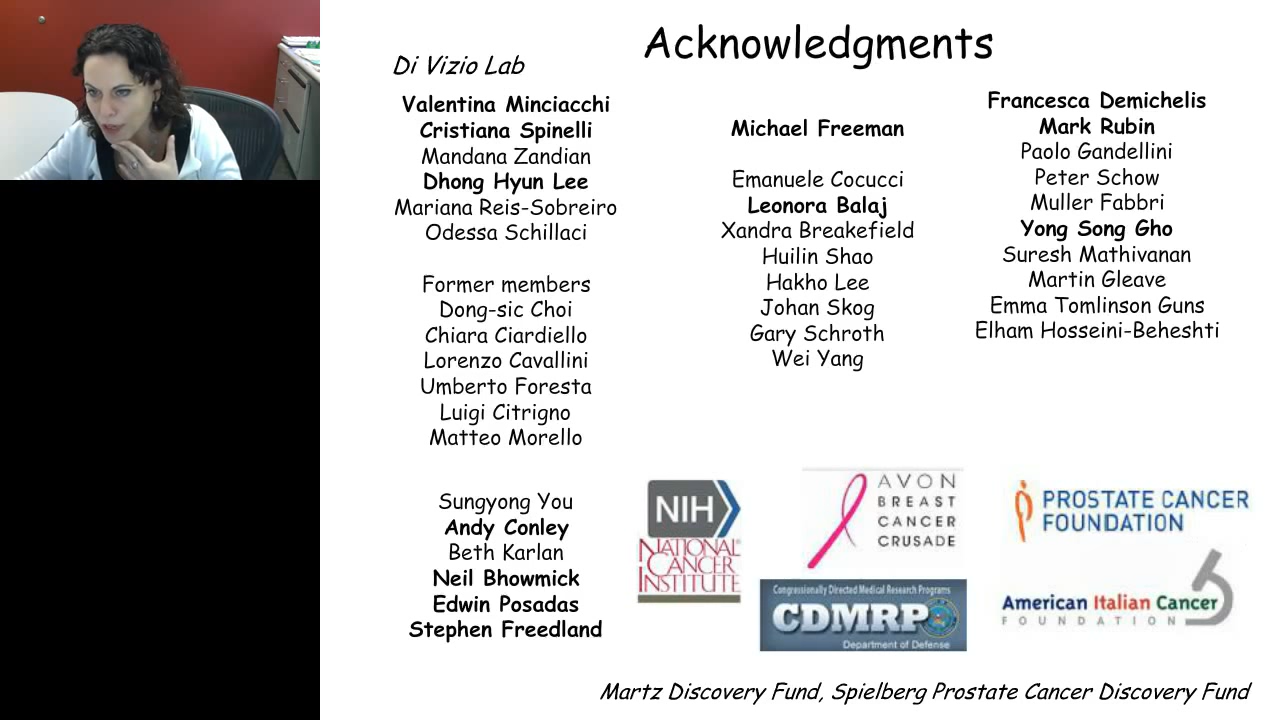 Acknowledgments
Di Vizio Lab
Valentina Minciacchi
Cristiana Spinelli
Mandana Zandian
Dhong Hyun Lee
Mariana Reis-Sobreiro
Odessa Schillaci
Former members
Dong-sic Choi
Chiara Ciardiello
Lorenzo Cavallini
Umberto Foresta
Luigi Citrigno
Matteo Morello
Sungyong You
Andy Conley
Beth Karlan
Neil Bhowmick
Edwin Posadas
Stephen Freedland
Michael Freeman
Emanuele Cocucci
Leonora Balaj
Xandra Breakefield
Huilin Shao
Hakho Lee
Johan Skog
Gary Schroth
Wei Yang
Francesca Demichelis
Mark Rubin
Paolo Gandellini
Peter Schow
Muller Fabbri
Yong Song Gho
Suresh Mathivanan
Martin Gleave
Emma Tomlinson Guns
Elham Hosseini-Beheshti
NIH
NATIONAL
CANCER
INSTITUTE
AVON
BREAST
CANCER
CRUSADE
Congressionally Directed Medical Research Programs
CDMRP
Department of Defense
PROSTATE CANCER
FOUNDATION
American Italian Cancer
FOUNDATION
Martz Discovery Fund, Spielberg Prostate Cancer Discovery Fund